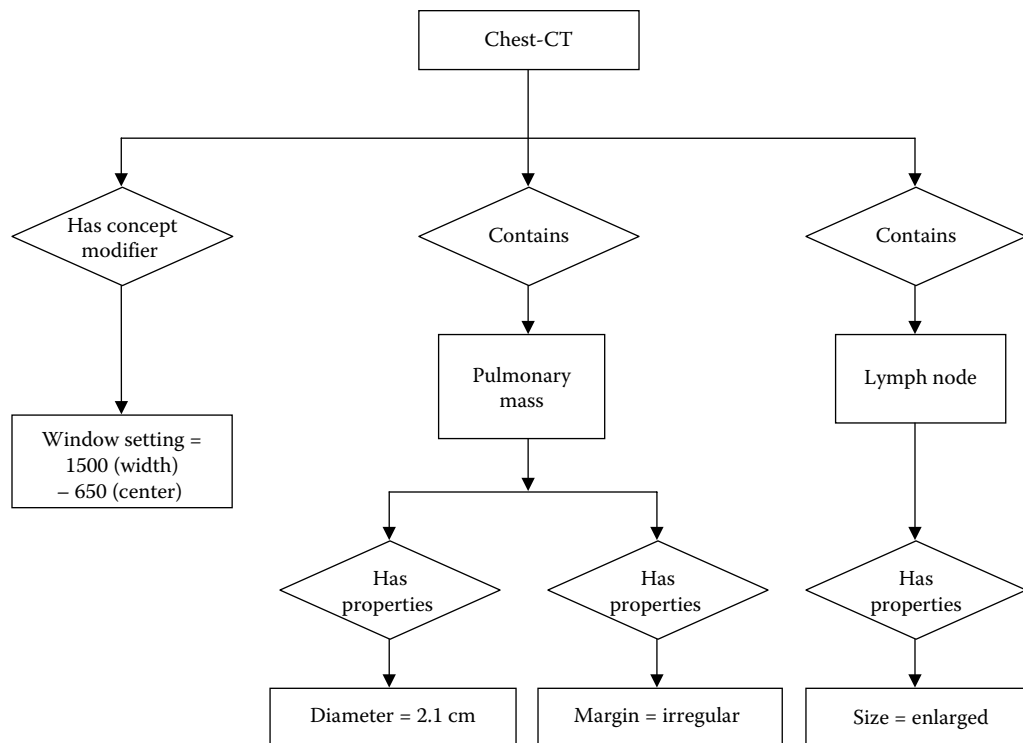 Chest-CT
Has concept
modifier
Contains
Contains
Pulmonary
mass
Lymph node
Window setting =
1500 (width)
– 650 (center)
Has
properties
Has
properties
Has
properties
Diameter = 2.1 cm
Margin = irregular
Size = enlarged